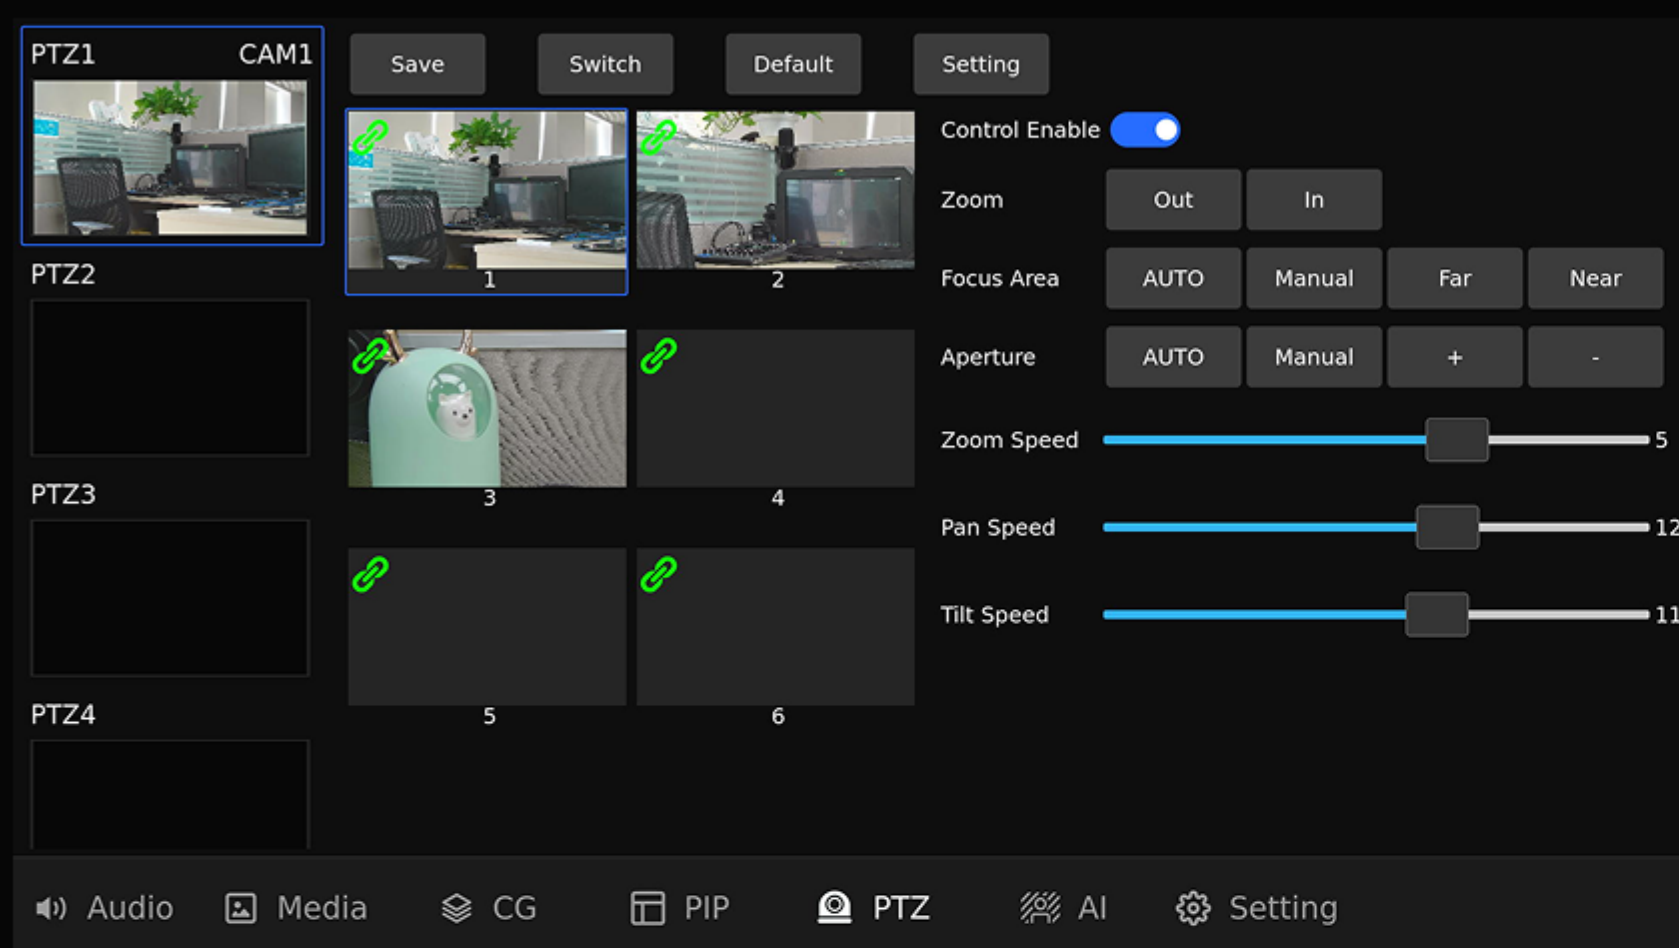 PTZ1 CAM1
PTZ2
PTZ3
PTZ4
Save Switch Default Setting
1 2
3 4
5 6
Control Enable
Zoom Out In
Focus Area AUTO Manual Far Near
Aperture AUTO Manual + -
Zoom Speed 5
Pan Speed 12
Tilt Speed 11
Audio Media CG PIP PTZ AI Setting